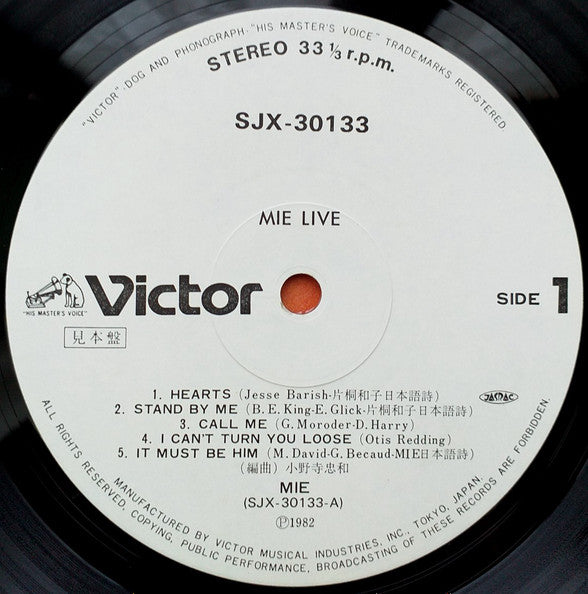 "VICTOR"-DOG AND PHONOGRAPH-"HIS MASTER'S VOICE" TRADEMARKS REGISTERED
STEREO 33 1/3 r.p.m.
SJX-30133
MIE LIVE
"HIS MASTER'S VOICE"
Victor
SIDE 1
見本盤
1. HEARTS (Jesse Barish-片桐和子日本語詩)
2. STAND BY ME (B. E. King-E. Glick-片桐和子日本語詩)
3. CALL ME (G. Moroder-D. Harry)
4. I CAN'T TURN YOU LOOSE (Otis Redding)
5. IT MUST BE HIM (M. David-G. Becaud-MIE日本語詩)
(編曲) 小野寺忠和
JASRAC
MIE
(SJX-30133-A)
Ⓟ1982
MANUFACTURED BY VICTOR MUSICAL INDUSTRIES, INC. TOKYO, JAPAN.
ALL RIGHTS RESERVED, COPYING, PUBLIC PERFORMANCE, BROADCASTING OF THESE RECORDS ARE FORBIDDEN.